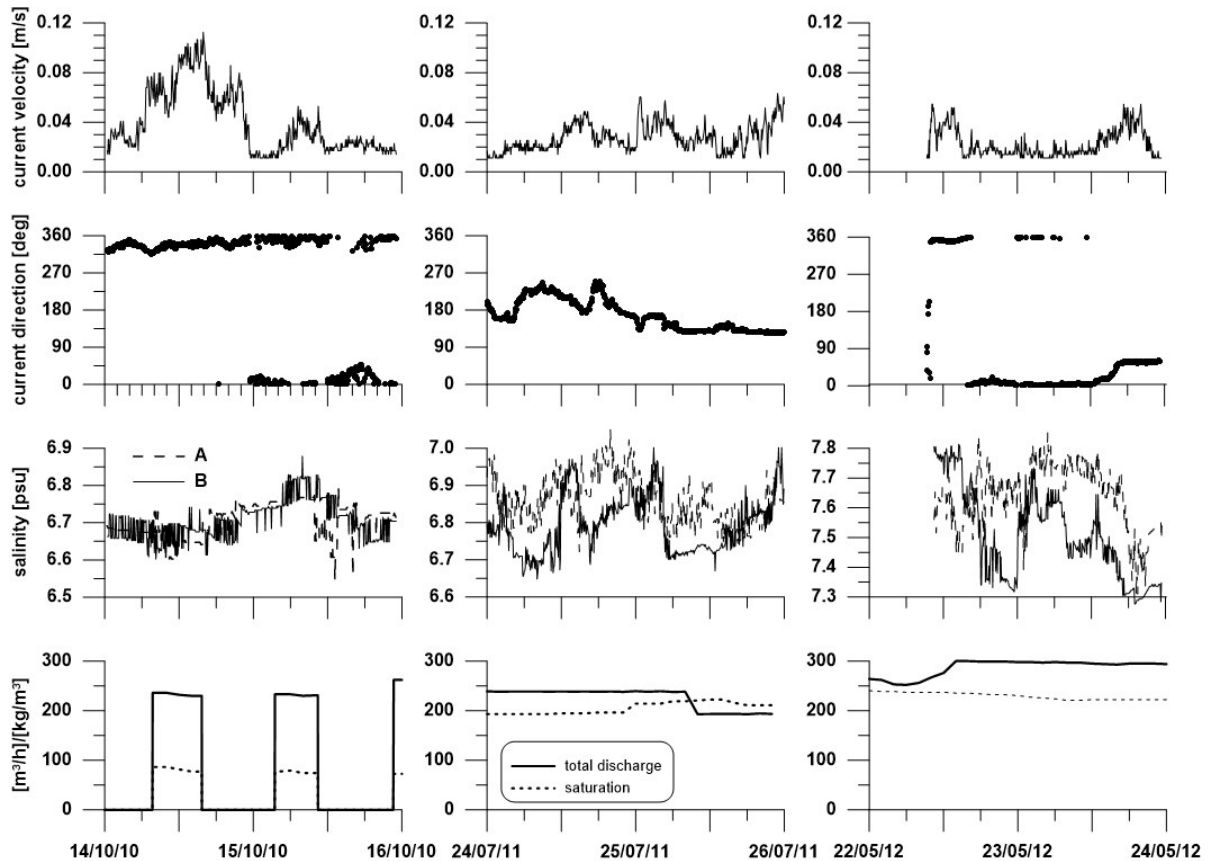 current velocity [m/s]
0.12 0.12 0.12
0.08 0.08 0.08
0.04 0.04 0.04
0.00 0.00 0.00
current direction [deg]
360 360 360
270 270 270
180 180 180
90 90 90
0 0 0
salinity [psu]
6.9 7.0 7.8
6.8 6.9 7.7
6.7 6.8 7.6
6.6 6.7 7.5
6.5 6.6 7.4
7.3
A
B
[m³/h]/[kg/m³]
300 300 300
200 200 200
100 100 100
0 0 0
total discharge
saturation
14/10/10 15/10/10 16/10/10 24/07/11 25/07/11 26/07/11 22/05/12 23/05/12 24/05/12